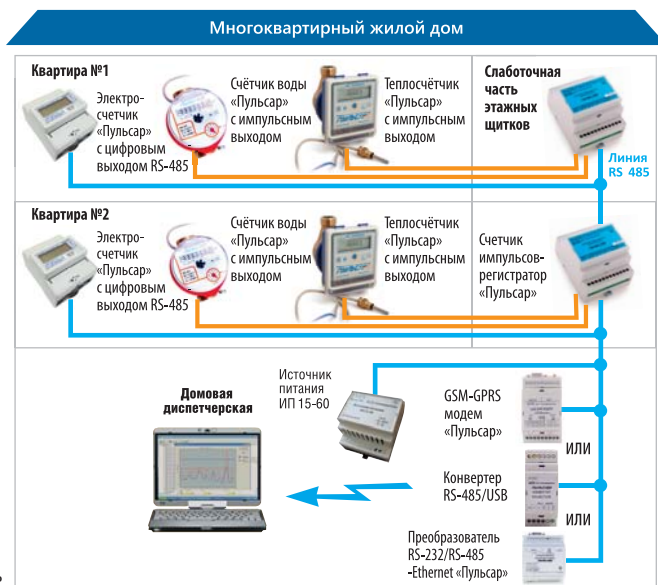 Многоквартирный жилой дом
Квартира №1
Электро-
счетчик
«Пульсар»
с цифровым
выходом RS-485
Счётчик воды
«Пульсар»
с импульсным
выходом
Теплосчётчик
«Пульсар»
с импульсным
выходом
Слаботочная
часть
этажных
щитков
Линия
RS 485
Квартира №2
Электро-
счетчик
«Пульсар»
с цифровым
выходом RS-485
Счётчик воды
«Пульсар»
с импульсным
выходом
Теплосчётчик
«Пульсар»
с импульсным
выходом
Счетчик
импульсов-
регистратор
«Пульсар»
Источник
питания
ИП 15-60
Домовая
диспетчерская
GSM-GPRS
модем
«Пульсар»
ИЛИ
Конвертер
RS-485/USB
ИЛИ
Преобразователь
RS-232/RS-485
-Ethernet «Пульсар»